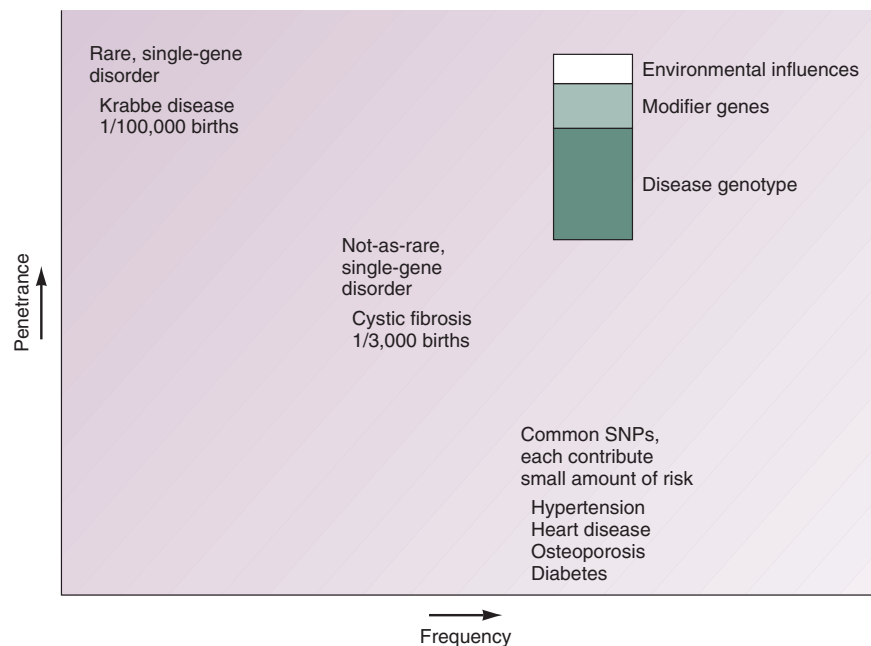 Rare, single-gene
disorder
Krabbe disease
1/100,000 births
Environmental influences
Modifier genes
Disease genotype
Not-as-rare,
single-gene
disorder
Cystic fibrosis
1/3,000 births
Penetrance
Common SNPs,
each contribute
small amount of risk
Hypertension
Heart disease
Osteoporosis
Diabetes
Frequency